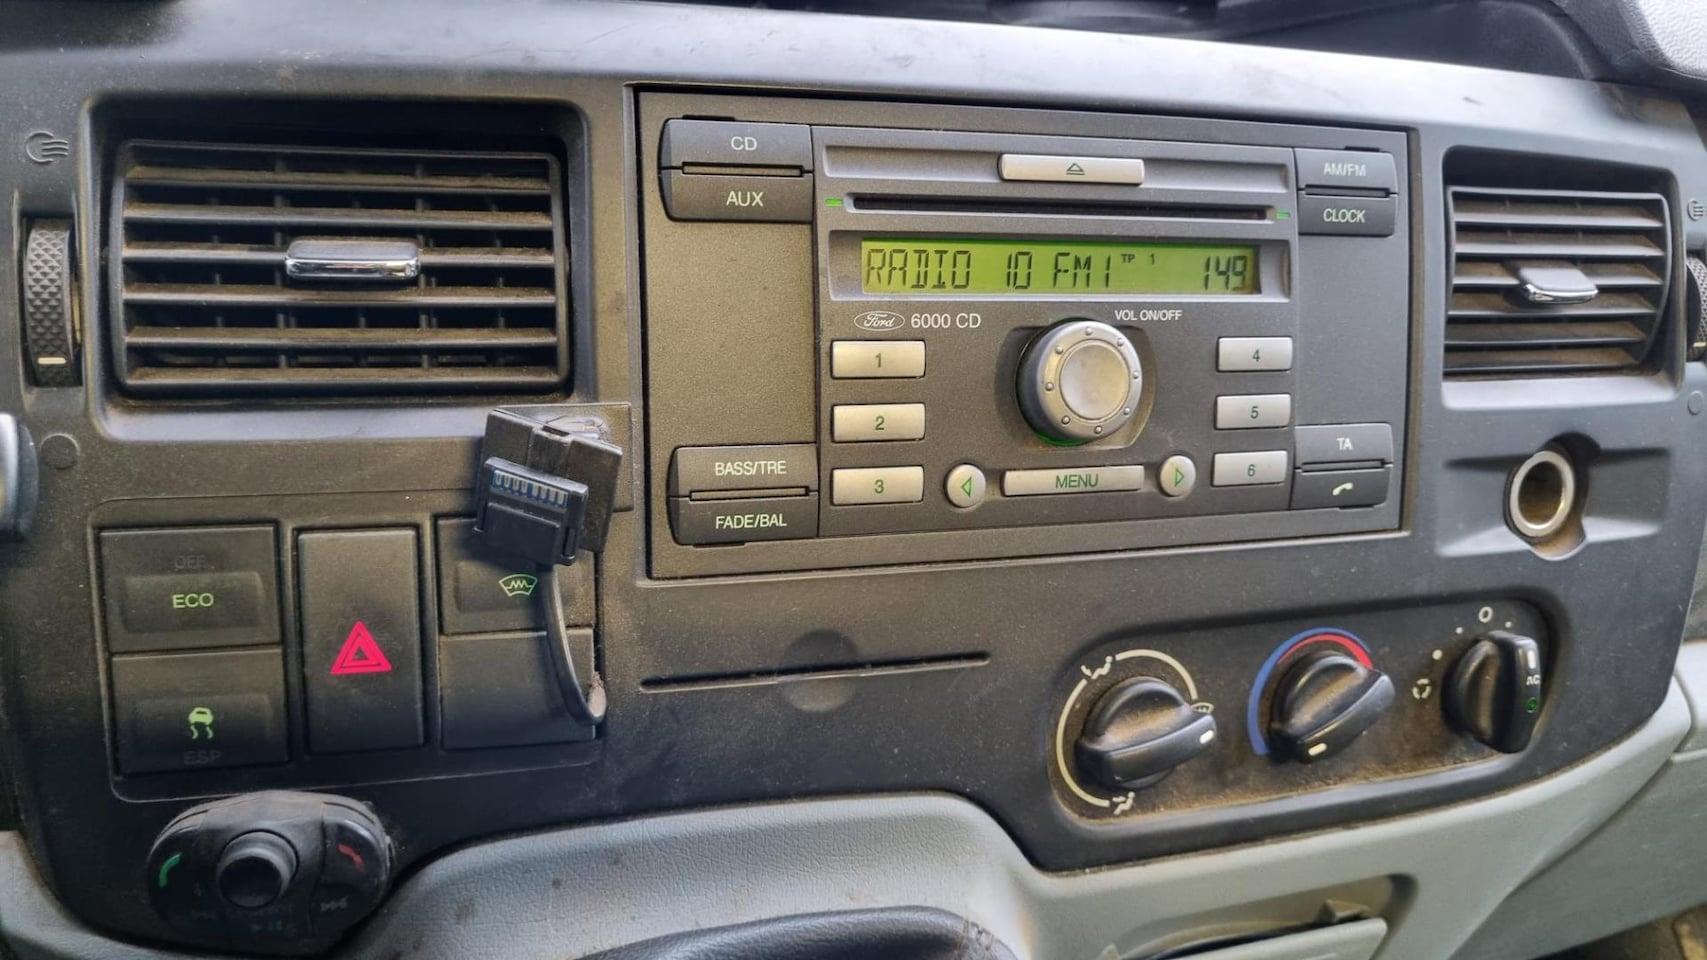 CD
AUX
AM/FM
CLOCK
RADIO 10 FM1 TP 1 149
Ford 6000 CD
VOL ON/OFF
1
2
3
4
5
6
BASS/TRE
FADE/BAL
MENU
TA
OFF
ECO
ESP
O
AC